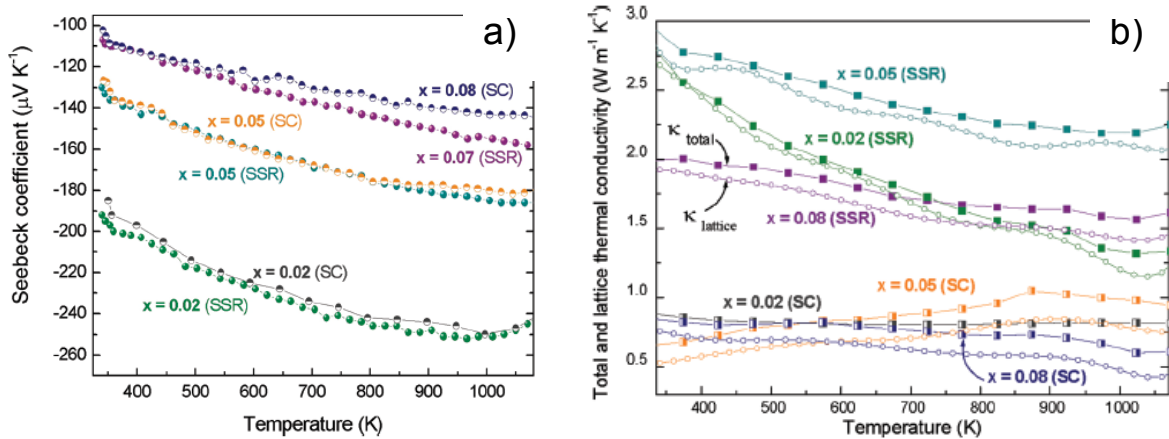 a)
Seebeck coefficient (μV K⁻¹)
-100
-120
-140
-160
-180
-200
-220
-240
-260
x = 0.08 (SC)
x = 0.05 (SC)
x = 0.07 (SSR)
x = 0.05 (SSR)
x = 0.02 (SC)
x = 0.02 (SSR)
400 500 600 700 800 900 1000
Temperature (K)
b)
Total and lattice thermal conductivity (W m⁻¹ K⁻¹)
3.0
2.5
2.0
1.5
1.0
0.5
x = 0.05 (SSR)
x = 0.02 (SSR)
κ total
x = 0.08 (SSR)
κ lattice
x = 0.05 (SC)
x = 0.02 (SC)
x = 0.08 (SC)
400 500 600 700 800 900 1000
Temperature (K)